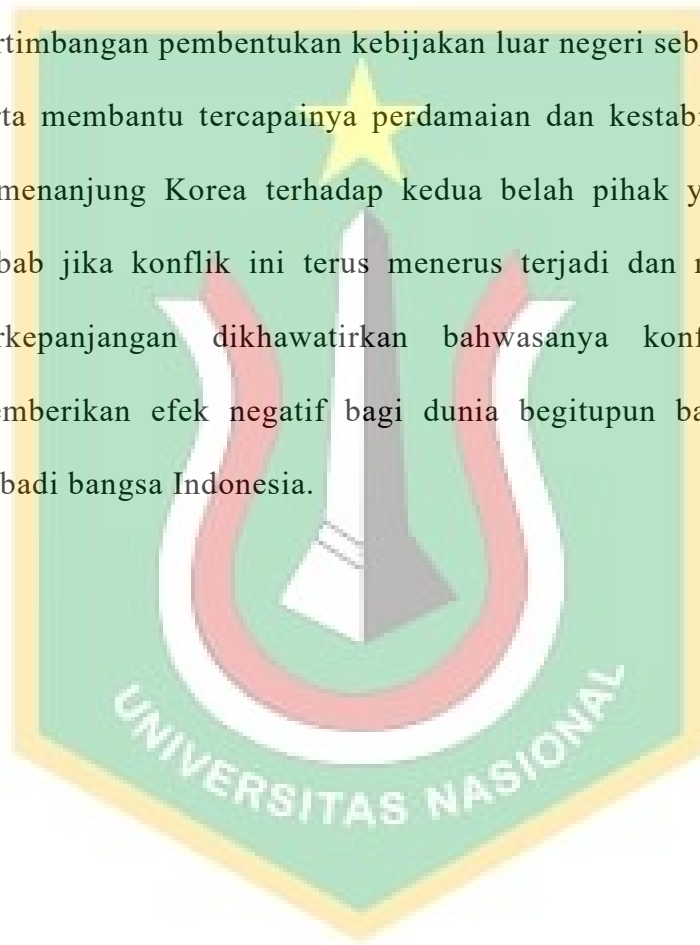 rtimbangan pembentukan kebijakan luar negeri seb
rta membantu tercapainya perdamaian dan kestabi
menanjung Korea terhadap kedua belah pihak y
bab jika konflik ini terus menerus terjadi dan
rkepanjangan dikhawatirkan bahwasanya konf
emberikan efek negatif bagi dunia begitupun ba
badi bangsa Indonesia.
UNIVERSITAS NASIONAL